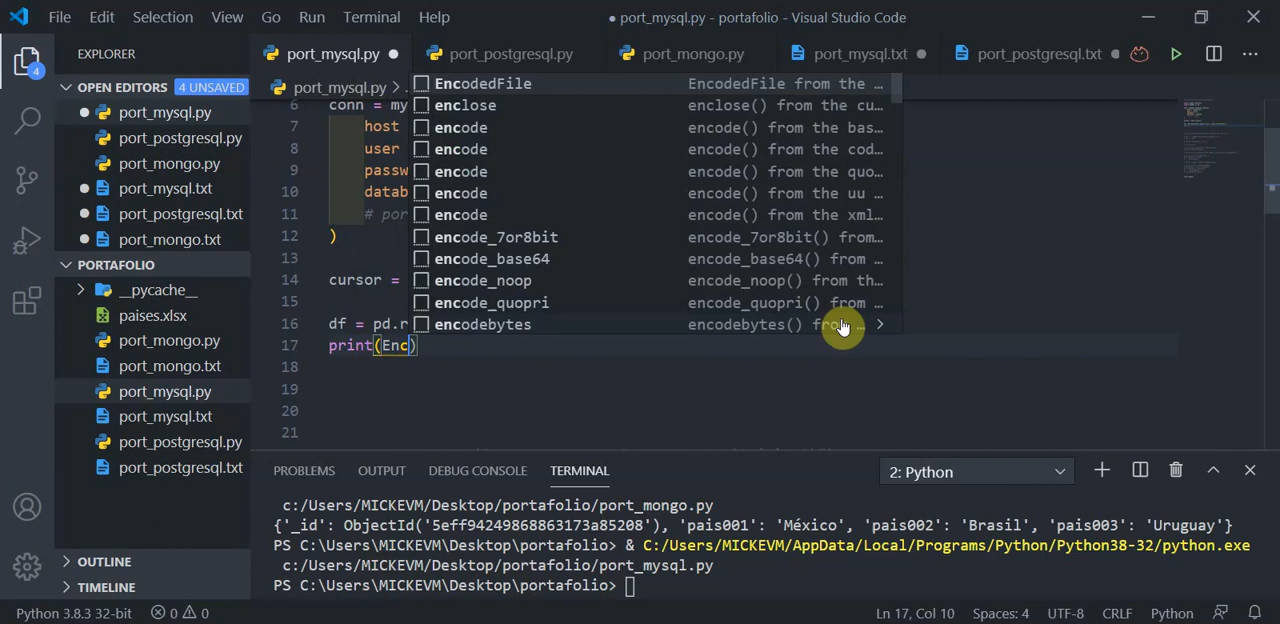 File Edit Selection View Go Run Terminal Help
● port_mysql.py - portafolio - Visual Studio Code
EXPLORER
port_mysql.py
port_postgresql.py
port_mongo.py
port_mysql.txt
port_postgresql.txt
OPEN EDITORS 4 UNSAVED
port_mysql.py
port_postgresql.py
port_mongo.py
port_mysql.txt
port_postgresql.txt
port_mongo.txt
PORTAFOLIO
__pycache__
paises.xlsx
port_mongo.py
port_mongo.txt
port_mysql.py
port_mysql.txt
port_postgresql.py
port_postgresql.txt
OUTLINE
TIMELINE
4
port_mysql.py >
6 conn = my
7 host
8 user
9 passw
10 datab
11 # por
12 )
13
14 cursor =
15
16 df = pd.r
17 print(Enc)
18
19
20
21
EncodedFile EncodedFile from the …
enclose enclose() from the cu…
encode encode() from the bas…
encode encode() from the cod…
encode encode() from the quo…
encode encode() from the uu …
encode encode() from the xml…
encode_7or8bit encode_7or8bit() from…
encode_base64 encode_base64() from …
encode_noop encode_noop() from th…
encode_quopri encode_quopri() from …
encodebytes encodebytes() from …
PROBLEMS OUTPUT DEBUG CONSOLE TERMINAL
2: Python
c:/Users/MICKEVM/Desktop/portafolio/port_mongo.py
{'_id': ObjectId('5eff94249868863173a85208'), 'pais001': 'México', 'pais002': 'Brasil', 'pais003': 'Uruguay'}
PS C:\Users\MICKEVM\Desktop\portafolio> & C:/Users/MICKEVM/AppData/Local/Programs/Python/Python38-32/python.exe
c:/Users/MICKEVM/Desktop/portafolio/port_mysql.py
PS C:\Users\MICKEVM\Desktop\portafolio>
Python 3.8.3 32-bit 0 0
Ln 17, Col 10 Spaces: 4 UTF-8 CRLF Python